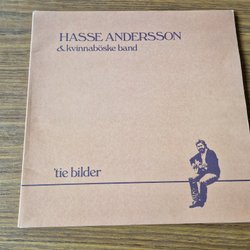 HASSE ANDERSSON
& kvinnaböske band
'tie bilder